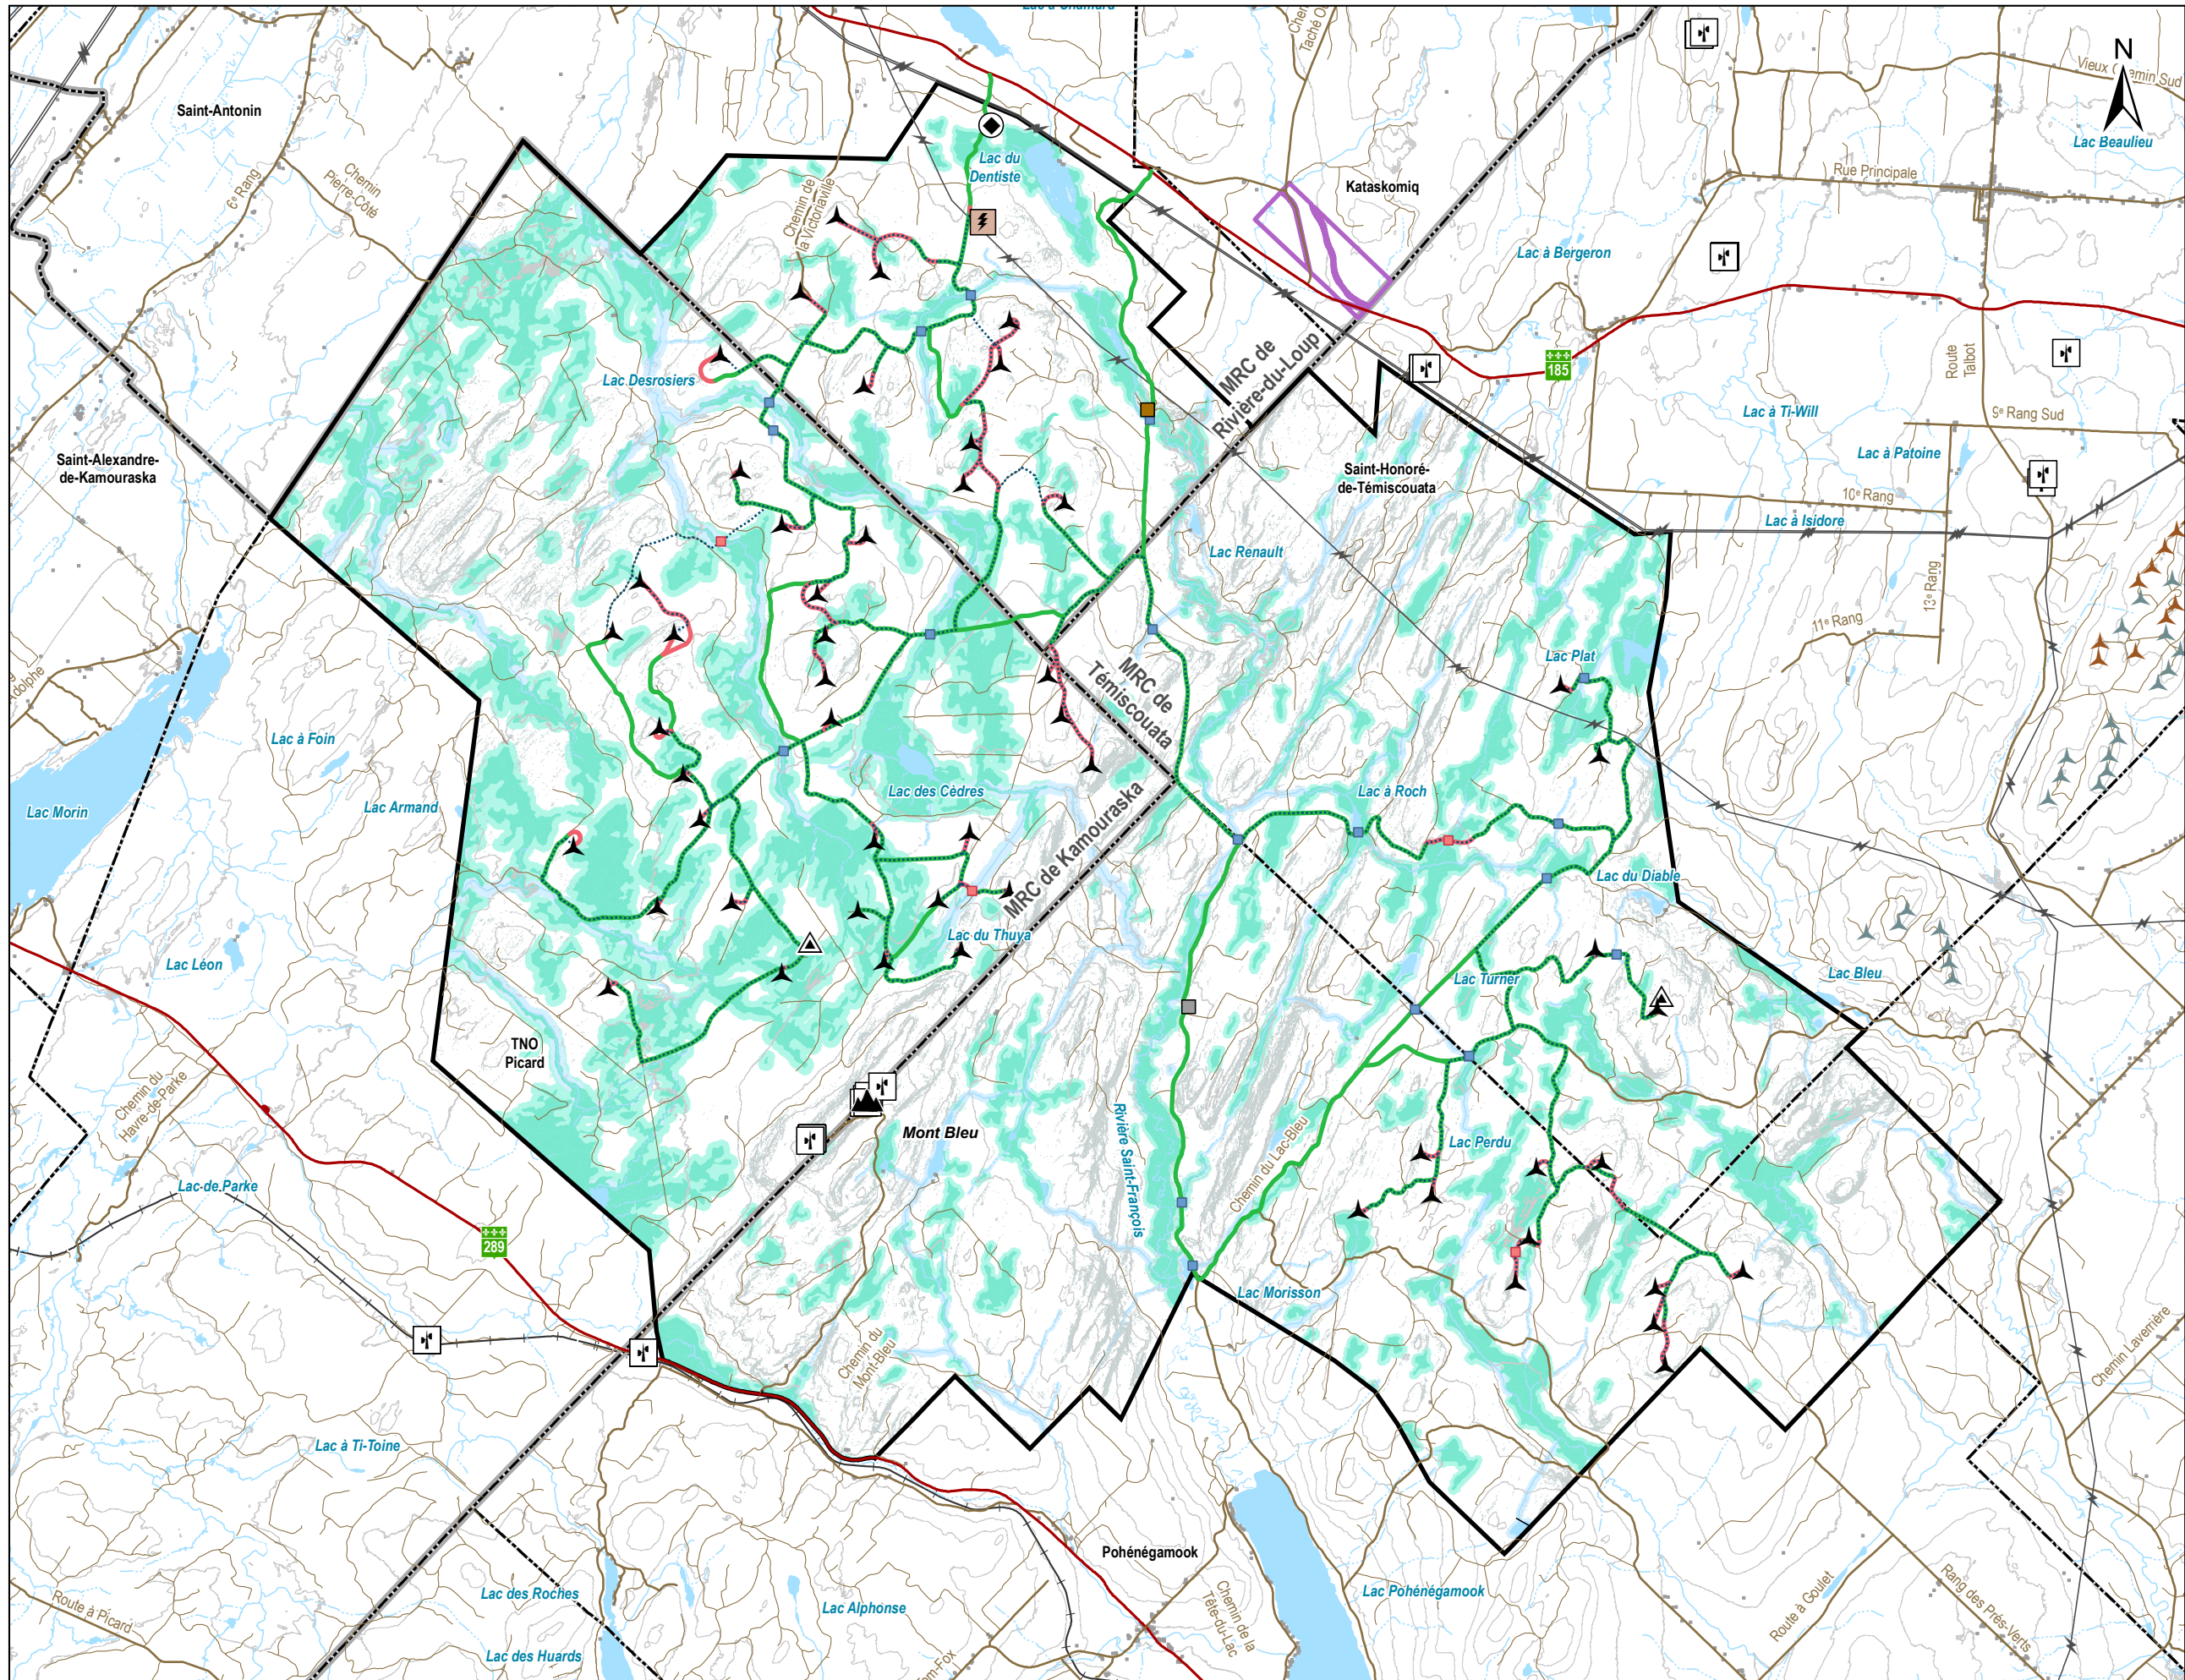 N
Vieux Chemin Sud
Saint-Antonin
Lac Beaulieu
Lac du
Dentiste
Rue Principale
Chemin
Pierre-Côté
6e Rang
Kataskomiq
Chemin de
la Victoriaville
Lac à Bergeron
MRC de
Rivière-du-Loup
Route
Talbot
185
Lac Desrosiers
Lac à Ti-Will
9e Rang Sud
Lac à Patoine
Saint-Alexandre-
de-Kamouraska
Saint-Honoré-
de-Témiscouata
10e Rang
Lac à Isidore
Lac Renault
13e Rang
11e Rang
Lac Plat
MRC de
Témiscouata
Lac à Foin
Lac des Cèdres
Lac à Roch
Lac Morin
Lac Armand
MRC de Kamouraska
Lac du Diable
Lac du Thuya
Lac Léon
Lac Turner
Lac Bleu
TNO
Picard
Chemin du
Havre-de-Parke
Mont Bleu
Rivière Saint-François
Lac Perdu
Chemin du Lac-Bleu
Lac de Parke
289
Lac Morisson
Chemin du
Mont-Bleu
Chemin Laverrière
Lac à Ti-Toine
Pohénégamook
Lac des Roches
Lac Alphonse
Chemin de la
Tête-du-Lac
Lac Pohénégamook
Route à Goulet
Rang des Prés-Verts
Route à Picard
Lac des Huards